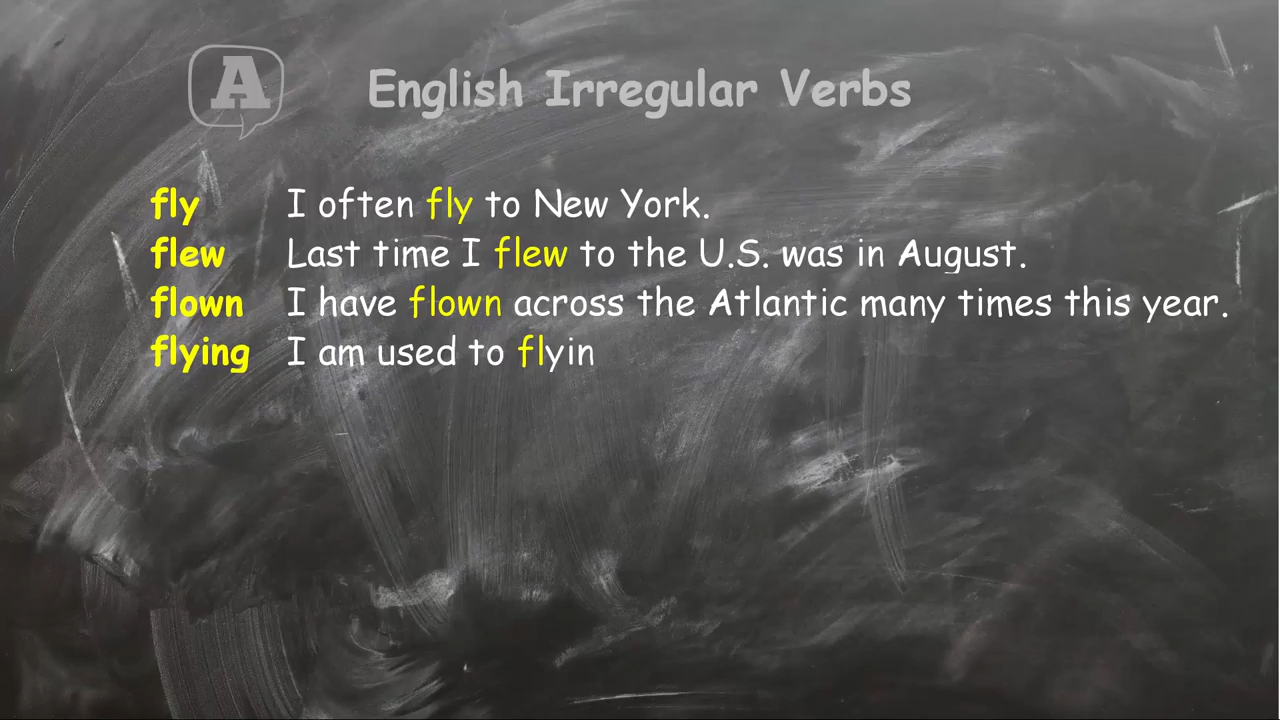 A English Irregular Verbs
fly I often fly to New York.
flew Last time I flew to the U.S. was in August.
flown I have flown across the Atlantic many times this year.
flying I am used to flyin